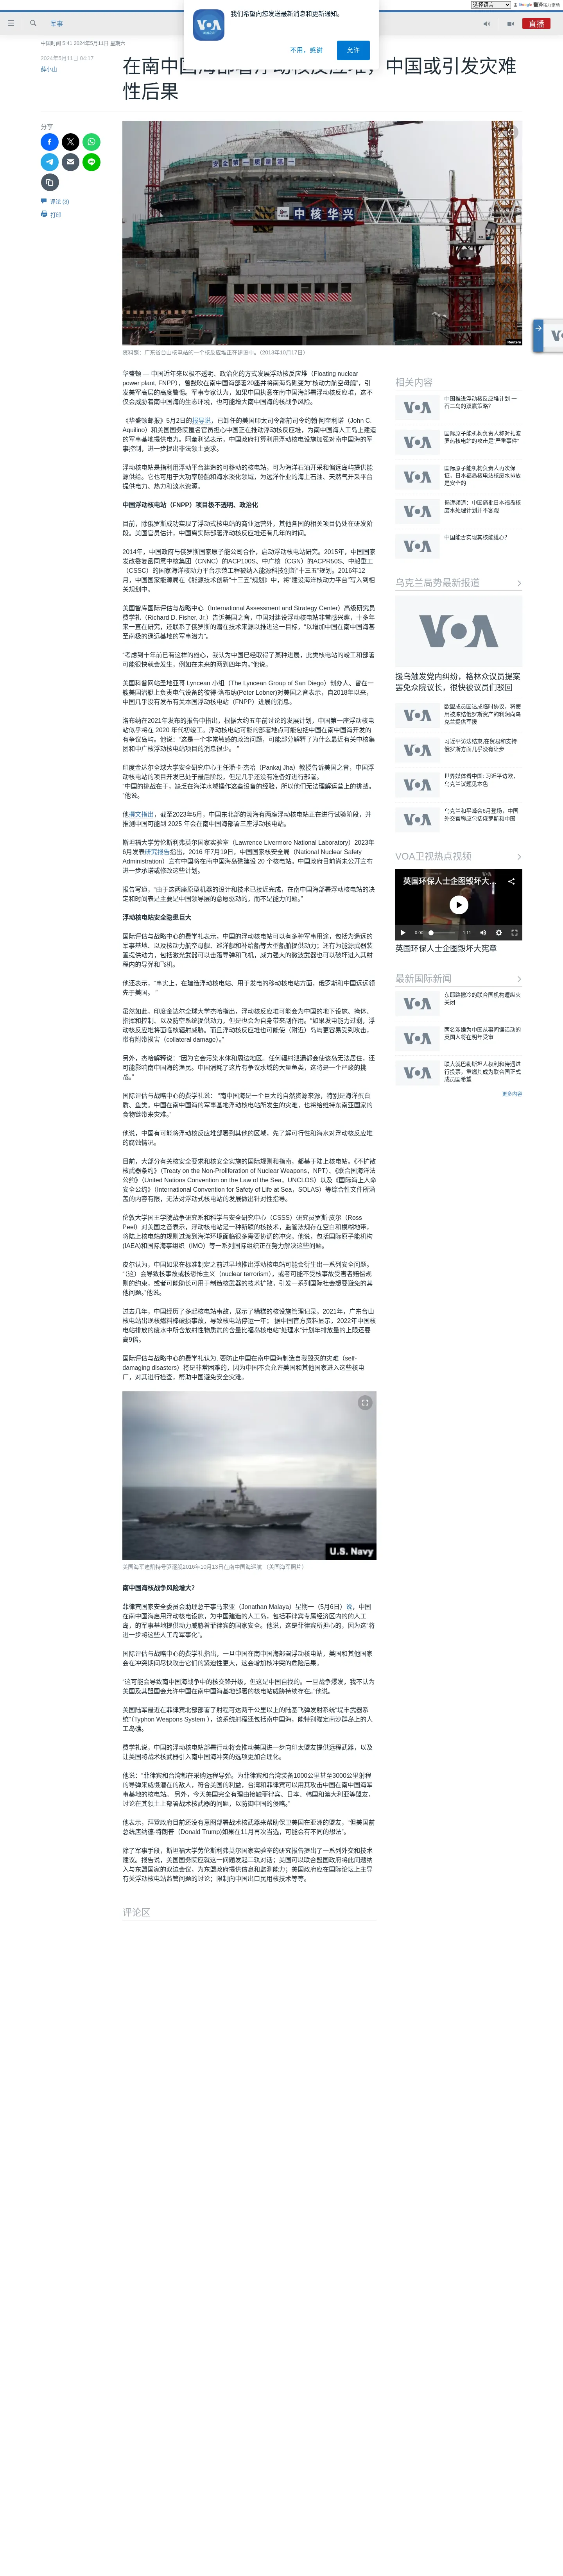 选择语言
由 Google 翻译强力驱动
我们希望向您发送最新消息和更新通知。
不用，感谢
允许
军事
直播
中国时间 5:41 2024年5月11日 星期六
在南中国海部署浮动核反应堆，中国或引发灾难
性后果
2024年5月11日 04:17
薛小山
分享
评论 (3)
打印
中核华兴
Reuters
资料照：广东省台山核电站的一个核反应堆正在建设中。（2013年10月17日）
华盛顿 — 中国近年来以极不透明、政治化的方式发展浮动核反应堆（Floating nuclear
power plant, FNPP），曾鼓吹在南中国海部署20座并将南海岛礁变为“核动力航空母舰”，引
发美军高层的高度警惕。军事专家认为，如果中国执意在南中国海部署浮动核反应堆，这不
仅会威胁着南中国海的生态环境，也可能增大南中国海的核战争风险。
《华盛顿邮报》5月2日的报导说，已卸任的美国印太司令部前司令约翰·阿奎利诺（John C.
Aquilino）和美国国务院匿名官员担心中国正在推动浮动核反应堆，为南中国海人工岛上建造
的军事基地提供电力。阿奎利诺表示，中国政府打算利用浮动核电设施加强对南中国海的军
事控制，进一步提出非法领土要求。
浮动核电站是指利用浮动平台建造的可移动的核电站，可为海洋石油开采和偏远岛屿提供能
源供给。它也可用于大功率船舶和海水淡化领域，为远洋作业的海上石油、天然气开采平台
提供电力、热力和淡水资源。
中国浮动核电站（FNPP）项目极不透明、政治化
目前，除俄罗斯成功实现了浮动式核电站的商业运营外，其他各国的相关项目仍处在研发阶
段。美国官员估计，中国离实际部署浮动核反应堆还有几年的时间。
2014年，中国政府与俄罗斯国家原子能公司合作，启动浮动核电站研究。2015年，中国国家
发改委复函同意中核集团（CNNC）的ACP100S、中广核（CGN）的ACPR50S、中船重工
（CSSC）的国家海洋核动力平台示范工程被纳入能源科技创新“十三五”规划。2016年12
月，中国国家能源局在《能源技术创新“十三五”规划》中，将“建设海洋核动力平台”写入到相
关规划中。
美国智库国际评估与战略中心（International Assessment and Strategy Center）高级研究员
费学礼（Richard D. Fisher, Jr.）告诉美国之音，中国对建设浮动核电站非常感兴趣，十多年
来一直在研究，还联系了俄罗斯的潜在技术来源以推进这一目标，“以增加中国在南中国海甚
至南极的遥远基地的军事潜力”。
“考虑到十年前已有这样的雄心，我认为中国已经取得了某种进展，此类核电站的竣工和部署
可能很快就会发生，例如在未来的两到四年内。”他说。
美国科普网站圣地亚哥 Lyncean 小组（The Lyncean Group of San Diego）创办人、曾在一
艘美国潜艇上负责电气设备的彼得·洛布纳(Peter Lobner)对美国之音表示，自2018年以来，
中国几乎没有发布有关本国浮动核电站（FNPP）进展的消息。
洛布纳在2021年发布的报告中指出，根据大约五年前讨论的发展计划，中国第一座浮动核电
站似乎将在 2020 年代初竣工。浮动核电站可能的部署地点包括中国可能打算在南中国海开发
的有争议岛屿。他说：“这是一个非常敏感的政治问题，可能部分解释了为什么最近有关中核集
团和中广核浮动核电站项目的消息很少。 ”
印度金达尔全球大学安全研究中心主任潘卡·杰哈（Pankaj Jha）教授告诉美国之音，中国浮
动核电站的项目开发已处于最后阶段，但是几乎还没有准备好进行部署。
“中国的挑战在于，缺乏在海洋水域操作这些设备的经验，所以他们无法理解运营上的挑战。
”他说。
他撰文指出，截至2023年5月，中国东北部的渤海有两座浮动核电站正在进行试验阶段，并
推测中国可能到 2025 年会在南中国海部署三座浮动核电站。
斯坦福大学劳伦斯利弗莫尔国家实验室（Lawrence Livermore National Laboratory）2023年
6月发表研究报告指出，2016 年7月19日，中国国家核安全局（National Nuclear Safety
Administration）宣布中国将在南中国海岛礁建设 20 个核电站。中国政府目前尚未公开宣布
进一步承诺或修改这些计划。
报告写道，“由于这两座原型机器的设计和技术已接近完成，在南中国海部署浮动核电站的决
定和时间表是主要是中国领导层的意愿驱动的，而不是能力问题。”
浮动核电站安全隐患巨大
国际评估与战略中心的费学礼表示，中国的浮动核电站可以有多种军事用途，包括为遥远的
军事基地、以及核动力航空母舰、巡洋舰和补给船等大型船舶提供动力；还有为能源武器装
置提供动力，包括激光武器可以击落导弹和飞机，威力强大的微波武器也可以破坏进入其射
程内的导弹和飞机。
他还表示，“事实上，在建造浮动核电站、用于发电的移动核电站方面，俄罗斯和中国远远领
先于美国。 ”
虽然如此，印度金达尔全球大学杰哈指出，浮动核反应堆可能会为中国的地下设施、掩体、
指挥和控制、以及防空系统提供动力，但是也会为自身带来副作用。“如果发电能力过剩，浮
动核反应堆将面临核辐射威胁。而且浮动核反应堆也可能使（附近）岛屿更容易受到攻击，
带有附带损害（collateral damage）。”
另外，杰哈解释说：“因为它会污染水体和周边地区。任何辐射泄漏都会使该岛无法居住，还
可能影响南中国海的渔民。中国消耗了这片有争议水域的大量鱼类，这将是一个严峻的挑
战。”
国际评估与战略中心的费学礼说： “南中国海是一个巨大的自然资源来源，特别是海洋蛋白
质、鱼类。中国在南中国海的军事基地浮动核电站所发生的灾难，也将给维持东南亚国家的
食物链带来灾难。”
他说，中国有可能将浮动核反应堆部署到其他的区域，先了解可行性和海水对浮动核反应堆
的腐蚀情况。
目前，大部分有关核安全要求和核安全实施的国际规则和指南，都基于陆上核电站。《不扩散
核武器条约》（Treaty on the Non-Proliferation of Nuclear Weapons，NPT）、《联合国海洋法
公约》（United Nations Convention on the Law of the Sea，UNCLOS）以及《国际海上人命
安全公约》（International Convention for Safety of Life at Sea，SOLAS）等综合性文件所涵
盖的内容有限，无法对浮动式核电站的发展做出针对性指导。
伦敦大学国王学院战争研究系和科学与安全研究中心（CSSS）研究员罗斯·皮尔（Ross
Peel）对美国之音表示，浮动核电站是一种新颖的核技术，监管法规存在空白和模糊地带，
将陆上核电站的规则过渡到海洋环境面临很多需要协调的冲突。他说，包括国际原子能机构
(IAEA)和国际海事组织（IMO）等一系列国际组织正在努力解决这些问题。
皮尔认为，中国如果在标准制定之前过早地推出浮动核电站可能会衍生出一系列安全问题。
“（这）会导致核事故或核恐怖主义（nuclear terrorism），或者可能不受核事故受害者赔偿规
则的约束，或者可能助长可用于制造核武器的技术扩散，引发一系列国际社会想要避免的其
他问题。”他说。
过去几年，中国经历了多起核电站事故，展示了糟糕的核设施管理记录。2021年，广东台山
核电站出现核燃料棒破损事故，导致核电站停运一年； 据中国官方资料显示，2022年中国核
电站排放的废水中所含放射性物质氚的含量比福岛核电站“处理水”计划年排放量的上限还要
高9倍。
国际评估与战略中心的费学礼认为, 要防止中国在南中国海制造自我毁灭的灾难（self-
damaging disasters）将是非常困难的，因为中国不会允许美国和其他国家进入这些核电
厂，对其进行检查，帮助中国避免安全灾难。
U.S. Navy
美国海军迪凯特号驱逐舰2016年10月13日在南中国海巡航 （美国海军照片）
南中国海核战争风险增大？
菲律宾国家安全委员会助理总干事马来亚（Jonathan Malaya）星期一（5月6日）说，中国
在南中国海启用浮动核电设施，为中国建造的人工岛，包括菲律宾专属经济区内的的人工
岛，的军事基地提供动力威胁着菲律宾的国家安全。他说，这是菲律宾所担心的，因为这“将
进一步将这些人工岛军事化”。
国际评估与战略中心的费学礼指出，一旦中国在南中国海部署浮动核电站，美国和其他国家
会在冲突期间尽快攻击它们的紧迫性更大，这会增加核冲突的危险后果。
“这可能会导致南中国海战争中的核交锋升级，但这是中国自找的。一旦战争爆发，我不认为
美国及其盟国会允许中国在南中国海基地部署的核电站威胁持续存在。”他说。
美国陆军最近在菲律宾北部部署了射程可达两千公里以上的陆基飞弹发射系统“堤丰武器系
统”（Typhon Weapons System ），该系统射程还包括南中国海，能特别瞄定南沙群岛上的人
工岛礁。
费学礼说，中国的浮动核电站部署行动将会推动美国进一步向印太盟友提供远程武器，以及
让美国将战术核武器引入南中国海冲突的选项更加合理化。
他说：“菲律宾和台湾都在采购远程导弹。为菲律宾和台湾装备1000公里甚至3000公里射程
的导弹来威慑潜在的敌人，符合美国的利益，台湾和菲律宾可以用其攻击中国在南中国海军
事基地的核电站。 另外，今天美国完全有理由接触菲律宾、日本、韩国和澳大利亚等盟友，
讨论在其领土上部署战术核武器的问题，以防御中国的侵略。”
他表示，拜登政府目前还没有意图部署战术核武器来帮助保卫美国在亚洲的盟友，“但美国前
总统唐纳德·特朗普（Donald Trump)如果在11月再次当选，可能会有不同的想法”。
除了军事手段，斯坦福大学劳伦斯利弗莫尔国家实验室的研究报告提出了一系列外交和技术
建议。报告说，美国国务院应就这一问题发起二轨对话；美国可以联合盟国政府将此问题纳
入与东盟国家的双边会议，为东盟政府提供信息和监测能力；美国政府应在国际论坛上主导
有关浮动核电站监管问题的讨论；限制向中国出口民用核技术等等。
评论区
相关内容
中国推进浮动核反应堆计划 一
石二鸟的双赢策略?
国际原子能机构负责人称对扎波
罗热核电站的攻击是“严重事件”
国际原子能机构负责人再次保
证，日本福岛核电站核废水排放
是安全的
揭谎频道：中国痛批日本福岛核
废水处理计划并不客观
中国能否实现其核能雄心?
乌克兰局势最新报道
援乌触发党内纠纷，格林众议员提案
罢免众院议长，很快被议员们驳回
欧盟成员国达成临时协议，将使
用被冻结俄罗斯资产的利润向乌
克兰提供军援
习近平访法结束,在贸易和支持
俄罗斯方面几乎没有让步
世界媒体看中国: 习近平访欧，
乌克兰议题见本色
乌克兰和平峰会6月登场，中国
外交官称应包括俄罗斯和中国
VOA卫视热点视频
英国环保人士企图毁坏大...
0:00
1:11
英国环保人士企图毁坏大宪章
最新国际新闻
东耶路撒冷的联合国机构遭纵火
关闭
两名涉嫌为中国从事间谍活动的
英国人将在明年受审
联大就巴勒斯坦人权利和待遇进
行投票，重燃其成为联合国正式
成员国希望
更多内容